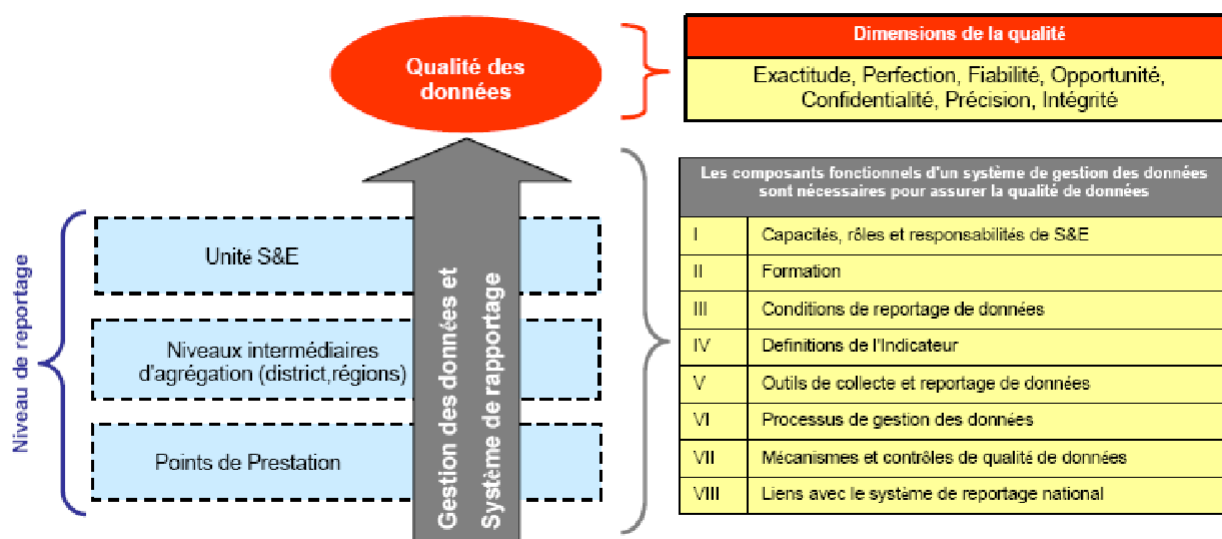 Qualité des
données
Dimensions de la qualité
Exactitude, Perfection, Fiabilité, Opportunité,
Confidentialité, Précision, Intégrité
Niveau de reportage
Unité S&E
Niveaux intermédiaires
d'agrégation (district,régions)
Points de Prestation
Gestion des données et
Système de rapportage
Les composants fonctionnels d'un système de gestion des données
sont nécessaires pour assurer la qualité de données
I Capacités, rôles et responsabilités de S&E
II Formation
III Conditions de reportage de données
IV Definitions de l'Indicateur
V Outils de collecte et reportage de données
VI Processus de gestion des données
VII Mécanismes et contrôles de qualité de données
VIII Liens avec le système de reportage national